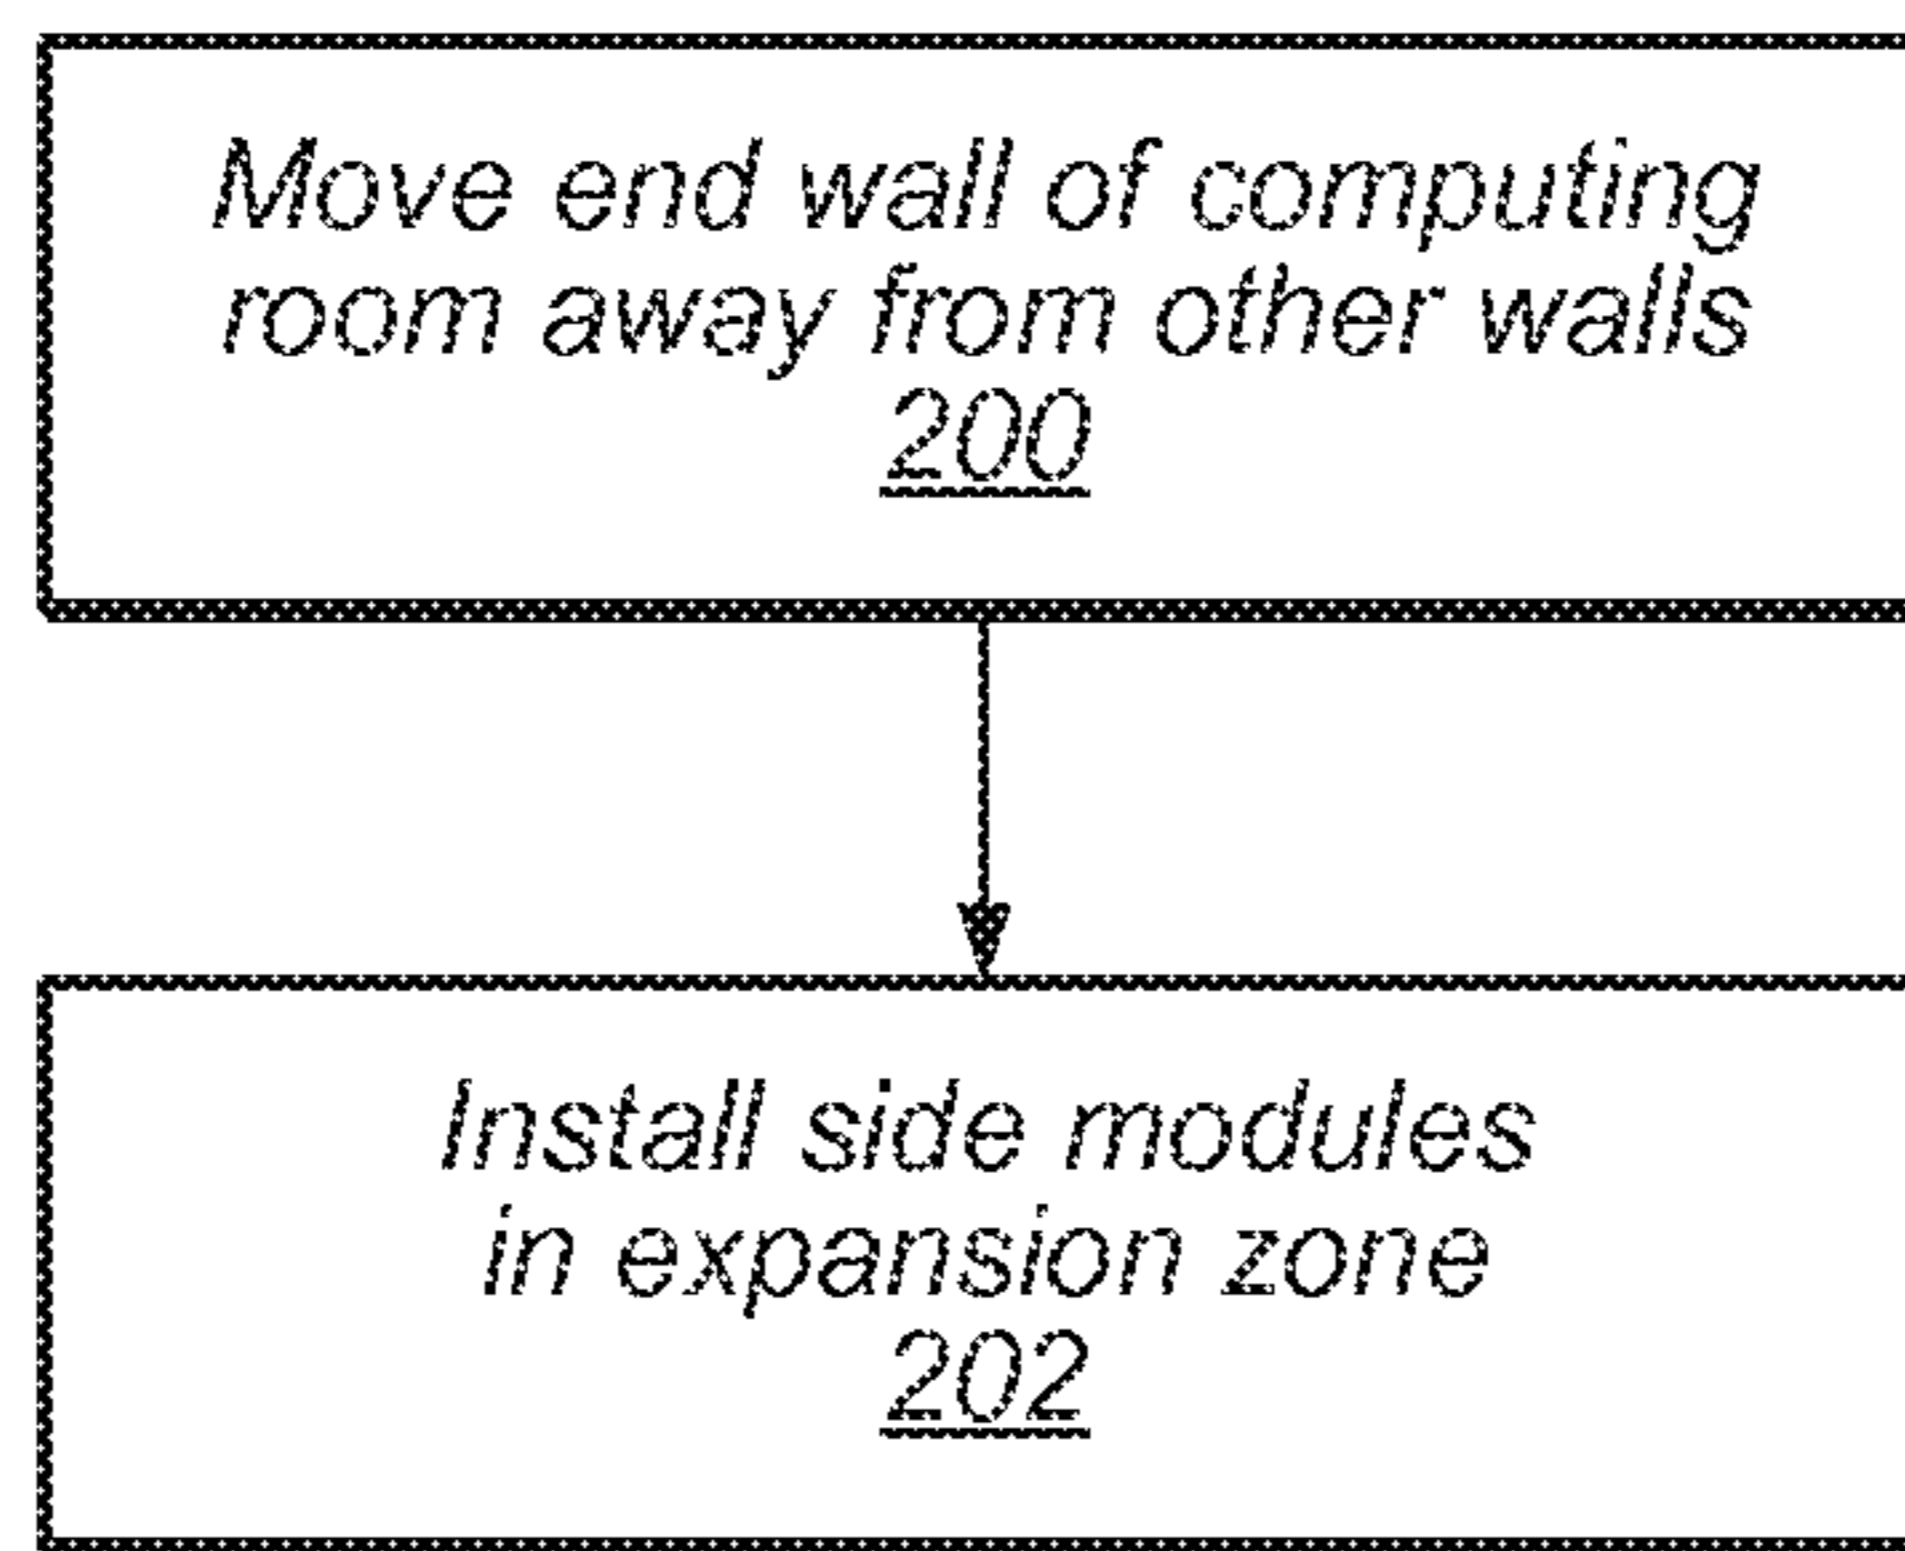 Move end wall of computing
room away from other walls
200
Install side modules
in expansion zone
202